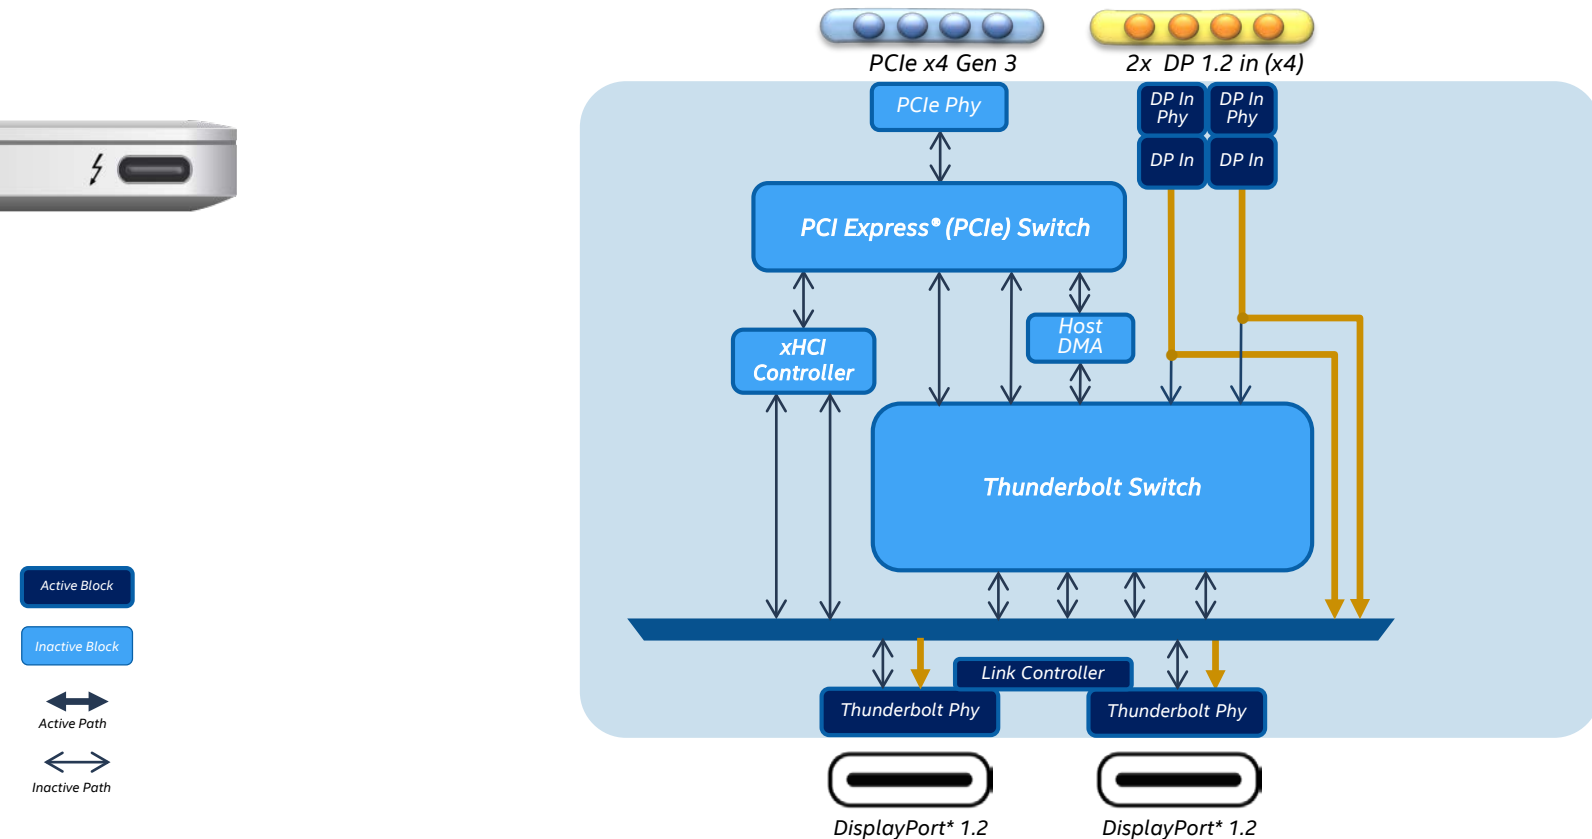 PCIe x4 Gen 3
2x DP 1.2 in (x4)
PCIe Phy
DP In
Phy
DP In
Phy
DP In
DP In
PCI Express® (PCIe) Switch
xHCI
Controller
Host
DMA
Thunderbolt Switch
Active Block
Inactive Block
Active Path
Inactive Path
Link Controller
Thunderbolt Phy
Thunderbolt Phy
DisplayPort* 1.2
DisplayPort* 1.2